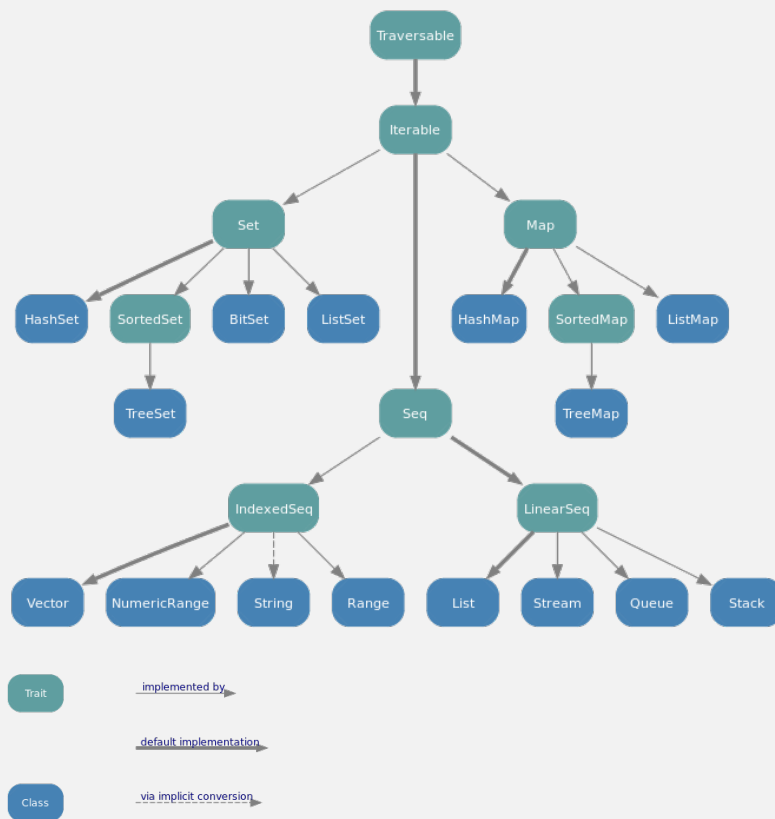 Traversable
Iterable
Set
Map
HashSet
SortedSet
BitSet
ListSet
HashMap
SortedMap
ListMap
TreeSet
Seq
TreeMap
IndexedSeq
LinearSeq
Vector
NumericRange
String
Range
List
Stream
Queue
Stack
Trait
implemented by
default implementation
Class
via implicit conversion